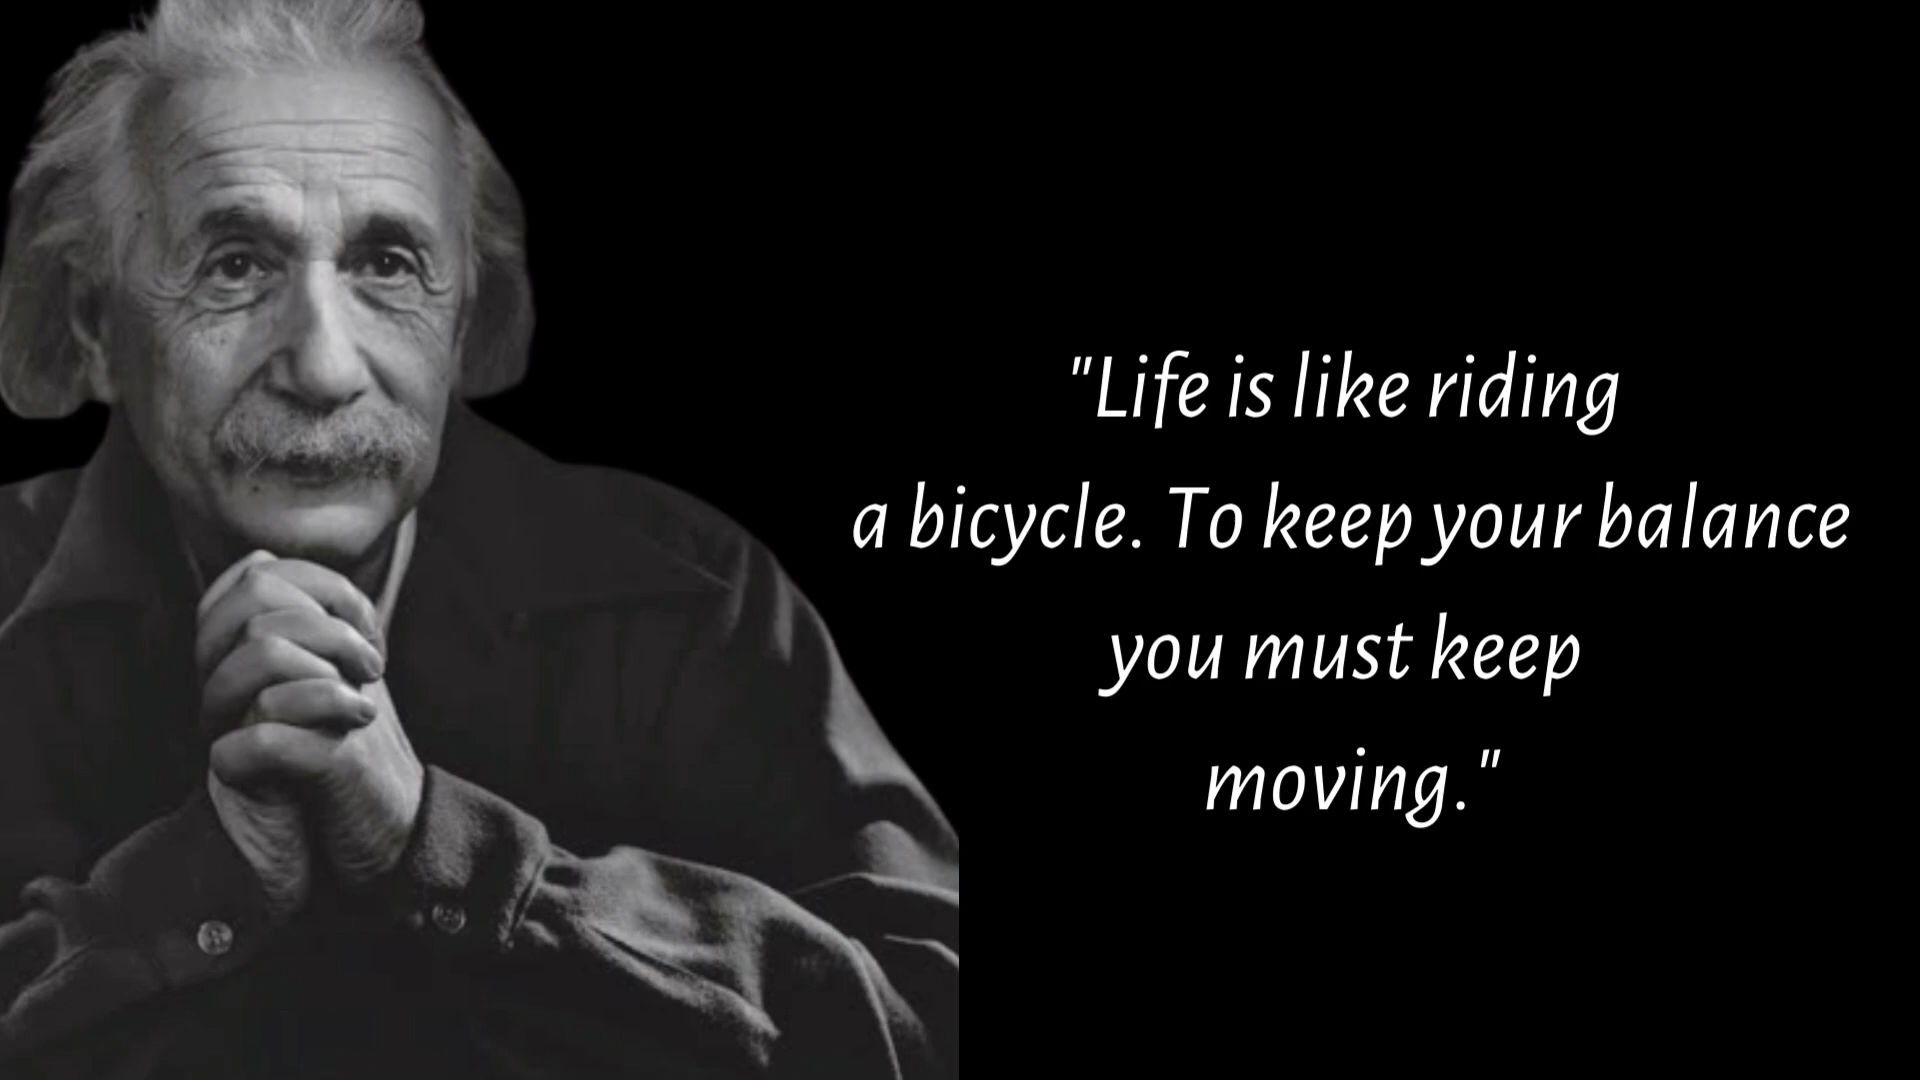 "Life is like riding
a bicycle. To keep your balance
you must keep
moving."